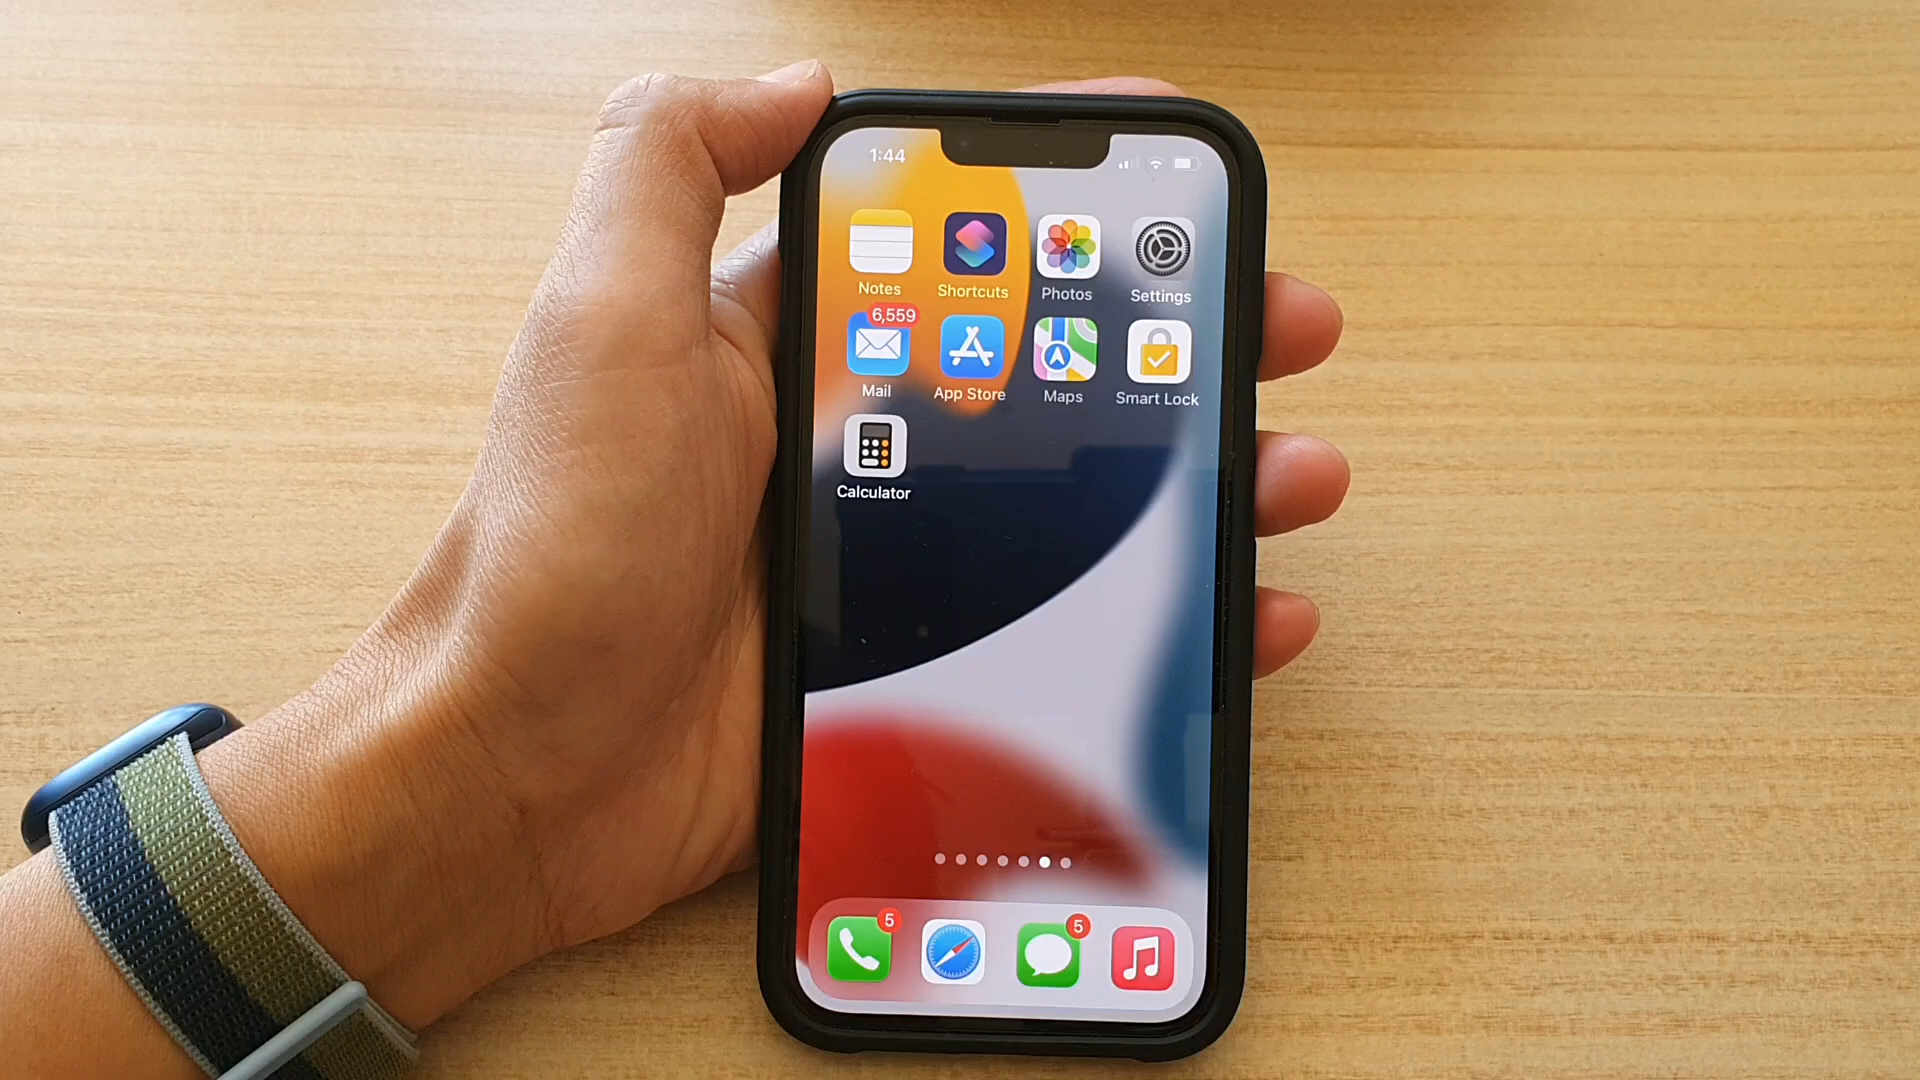 1:44
Notes
Shortcuts
Photos
Settings
6,559
Mail
App Store
Maps
Smart Lock
Calculator
5
5